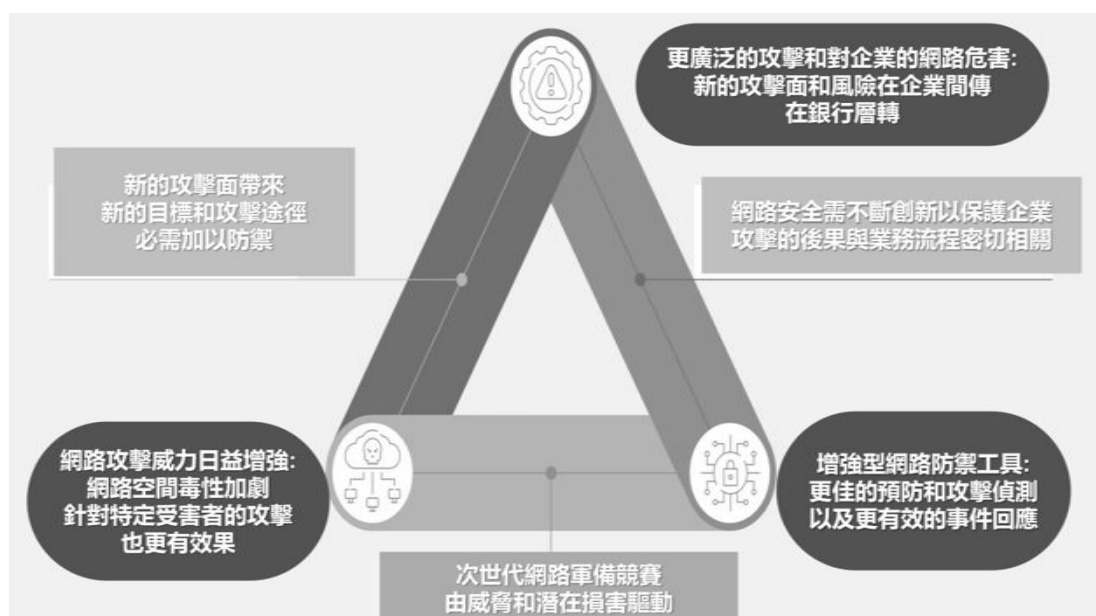 更廣泛的攻擊和對企業的網路危害:
新的攻擊面和風險在企業間傳
在銀行層轉
新的攻擊面帶來
新的目標和攻擊途徑
必需加以防禦
網路安全需不斷創新以保護企業
攻擊的後果與業務流程密切相關
網路攻擊威力日益增強:
網路空間毒性加劇
針對特定受害者的攻擊
也更有效果
增強型網路防禦工具:
更佳的預防和攻擊偵測
以及更有效的事件回應
次世代網路軍備競賽
由威脅和潛在損害驅動